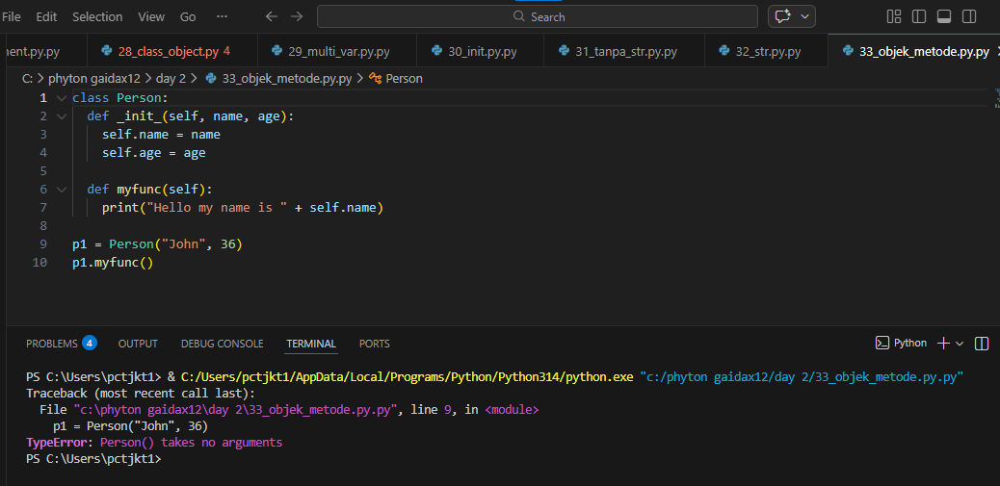 File Edit Selection View Go ··· Search
nent.py.py 28_class_object.py 4 29_multi_var.py.py 30_init.py.py 31_tanpa_str.py.py 32_str.py.py 33_objek_metode.py.py
C: > phyton gaidax12 > day 2 > 33_objek_metode.py.py > Person
1 class Person:
2 def _init_(self, name, age):
3 self.name = name
4 self.age = age
5
6 def myfunc(self):
7 print("Hello my name is " + self.name)
8
9 p1 = Person("John", 36)
10 p1.myfunc()
PROBLEMS 4 OUTPUT DEBUG CONSOLE TERMINAL PORTS Python
PS C:\Users\pctjkt1> & C:/Users/pctjkt1/AppData/Local/Programs/Python/Python314/python.exe "c:/phyton gaidax12/day 2/33_objek_metode.py.py"
Traceback (most recent call last):
File "c:\phyton gaidax12\day 2\33_objek_metode.py.py", line 9, in <module>
p1 = Person("John", 36)
TypeError: Person() takes no arguments
PS C:\Users\pctjkt1>